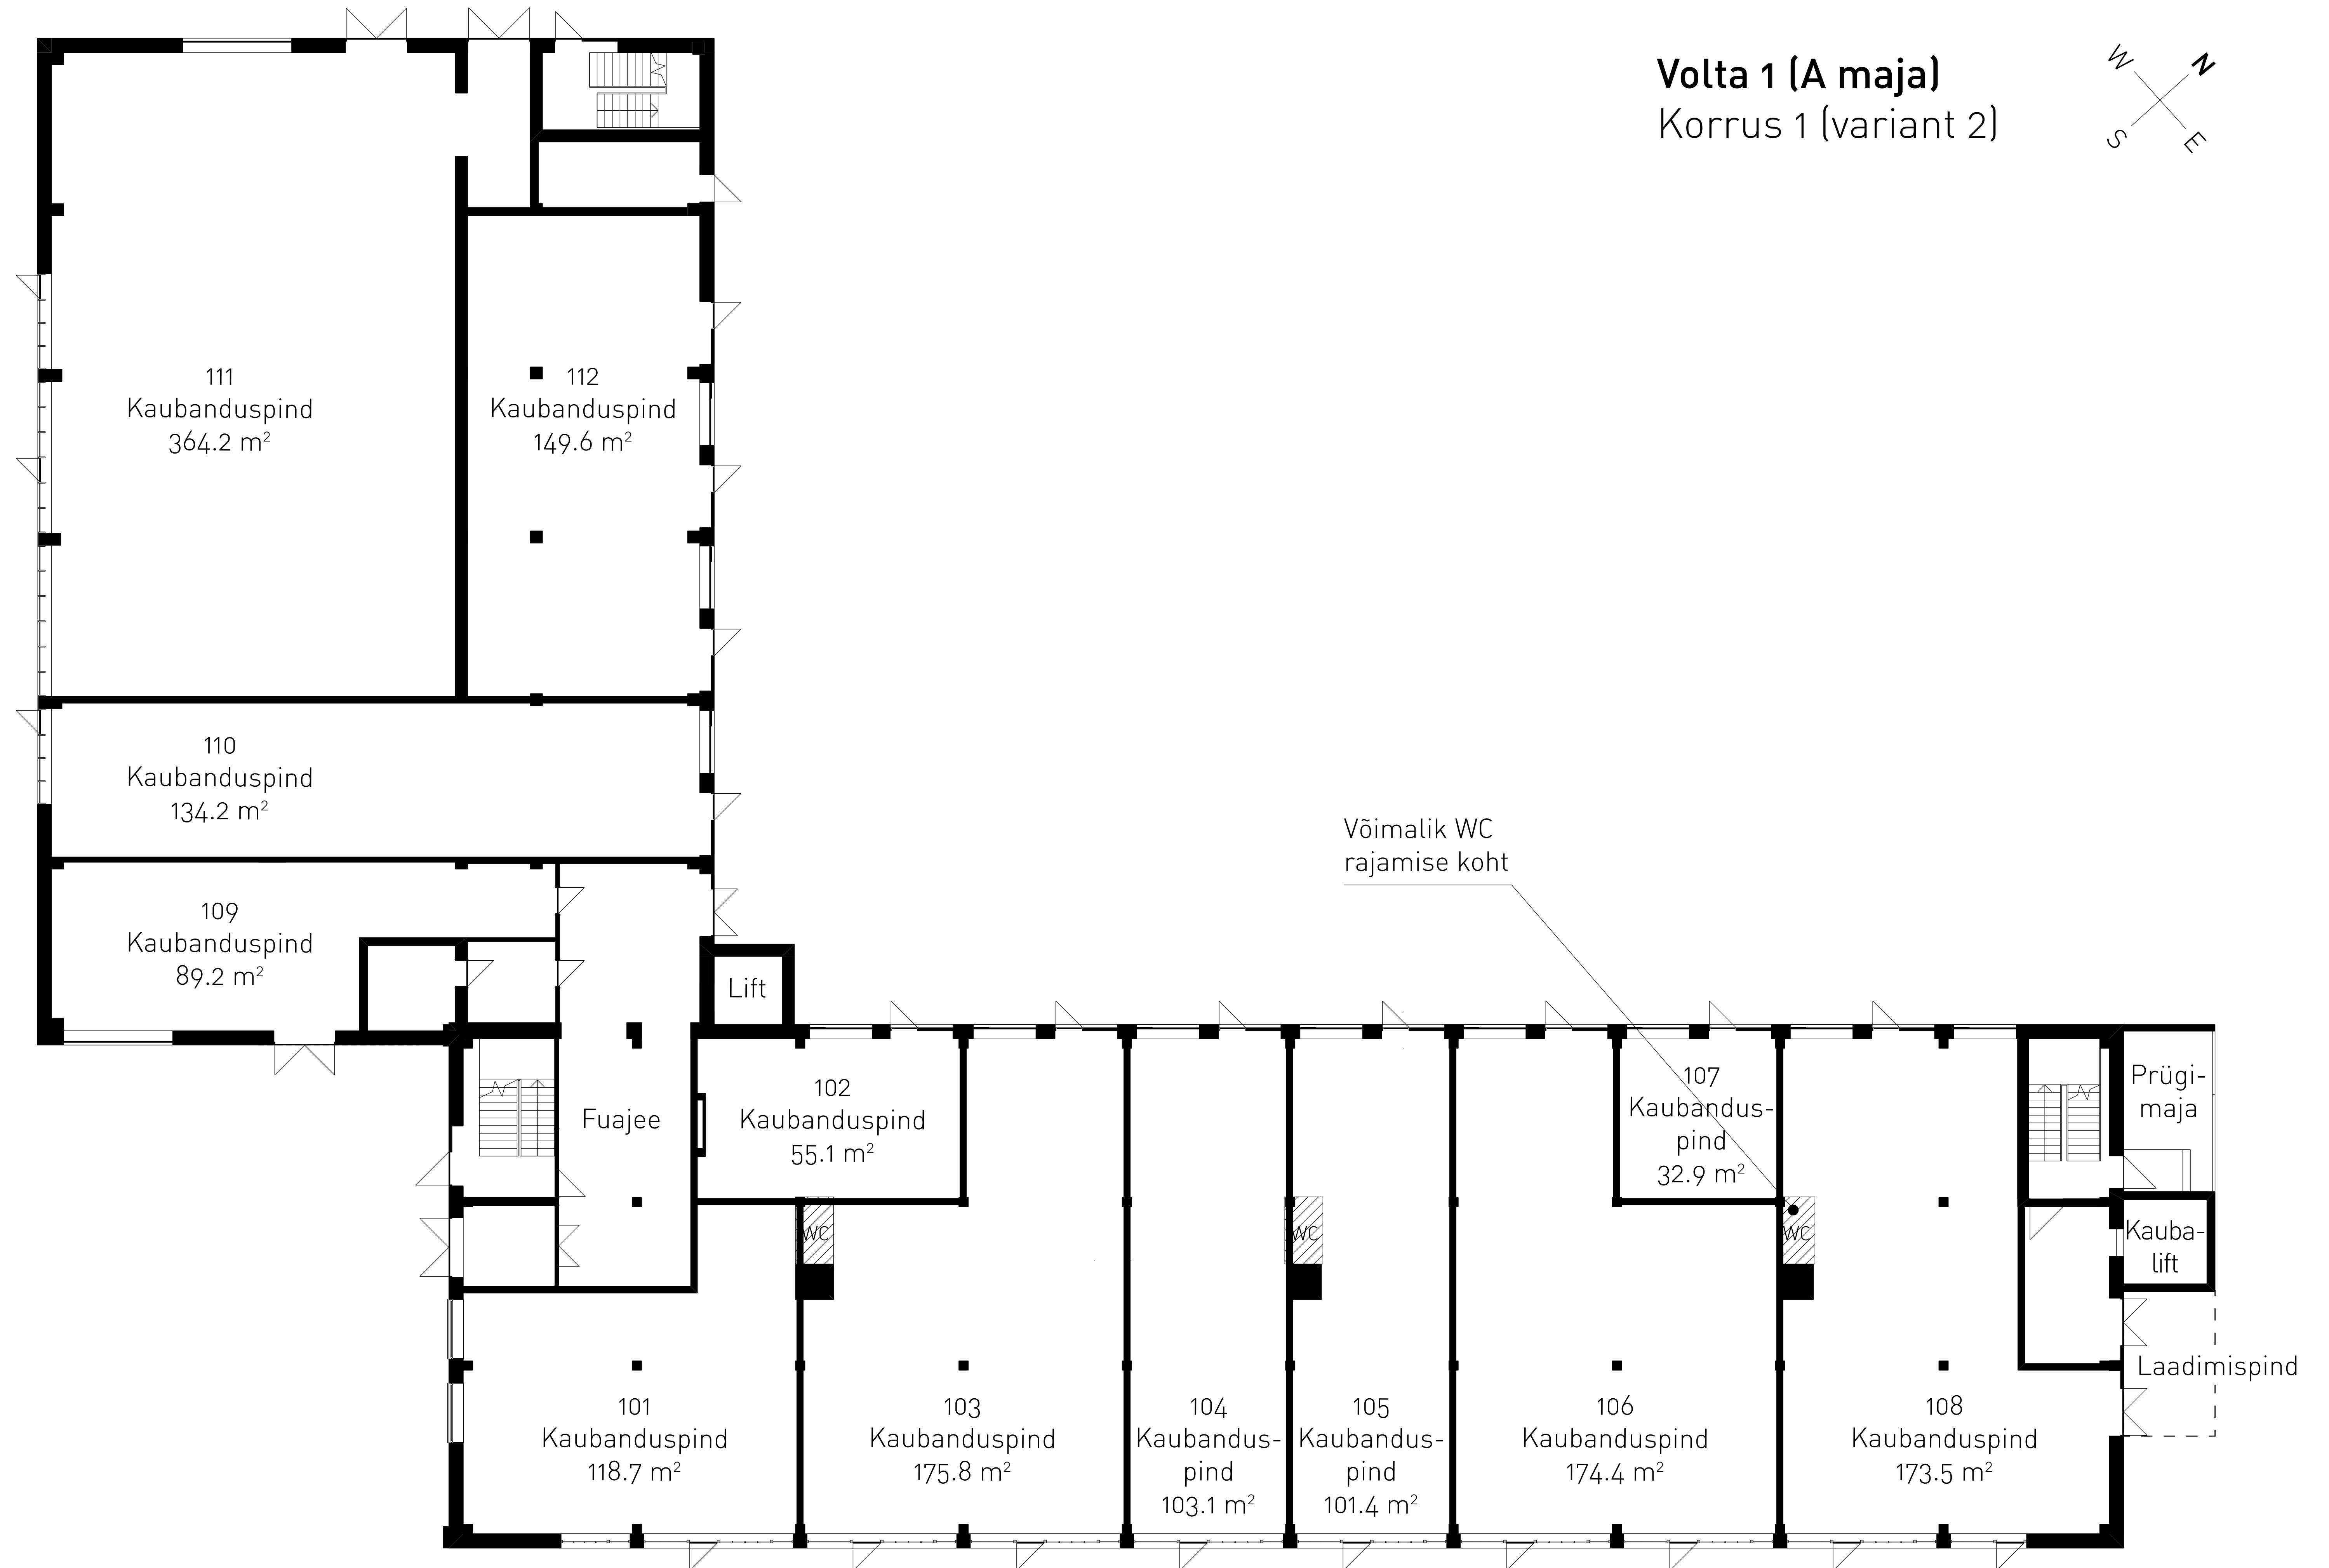 Volta 1 (A maja)
Korrus 1 (variant 2)
W
N
S
E
111
Kaubanduspind
364.2 m²
112
Kaubanduspind
149.6 m²
110
Kaubanduspind
134.2 m²
Võimalik WC
rajamise koht
109
Kaubanduspind
89.2 m²
Lift
Fuajee
102
Kaubanduspind
55.1 m²
107
Kaubandus-
pind
32.9 m²
Prügi-
maja
WC
WC
WC
Kauba-
lift
Laadimispind
101
Kaubanduspind
118.7 m²
103
Kaubanduspind
175.8 m²
104
Kaubandus-
pind
103.1 m²
105
Kaubandus-
pind
101.4 m²
106
Kaubanduspind
174.4 m²
108
Kaubanduspind
173.5 m²